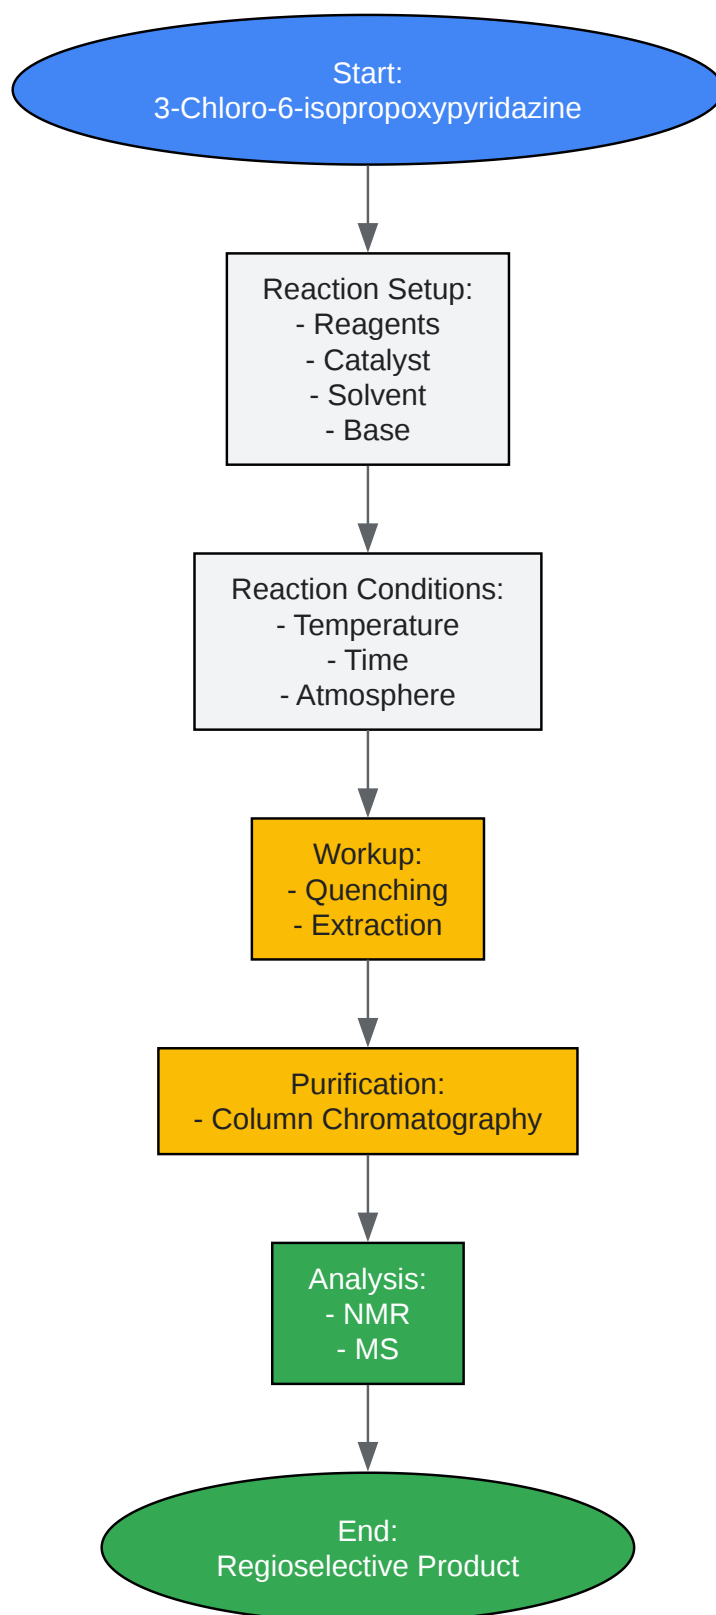 Start:
3-Chloro-6-isopropoxypyridazine
Reaction Setup:
- Reagents
- Catalyst
- Solvent
- Base
Reaction Conditions:
- Temperature
- Time
- Atmosphere
Workup:
- Quenching
- Extraction
Purification:
- Column Chromatography
Analysis:
- NMR
- MS
End:
Regioselective Product